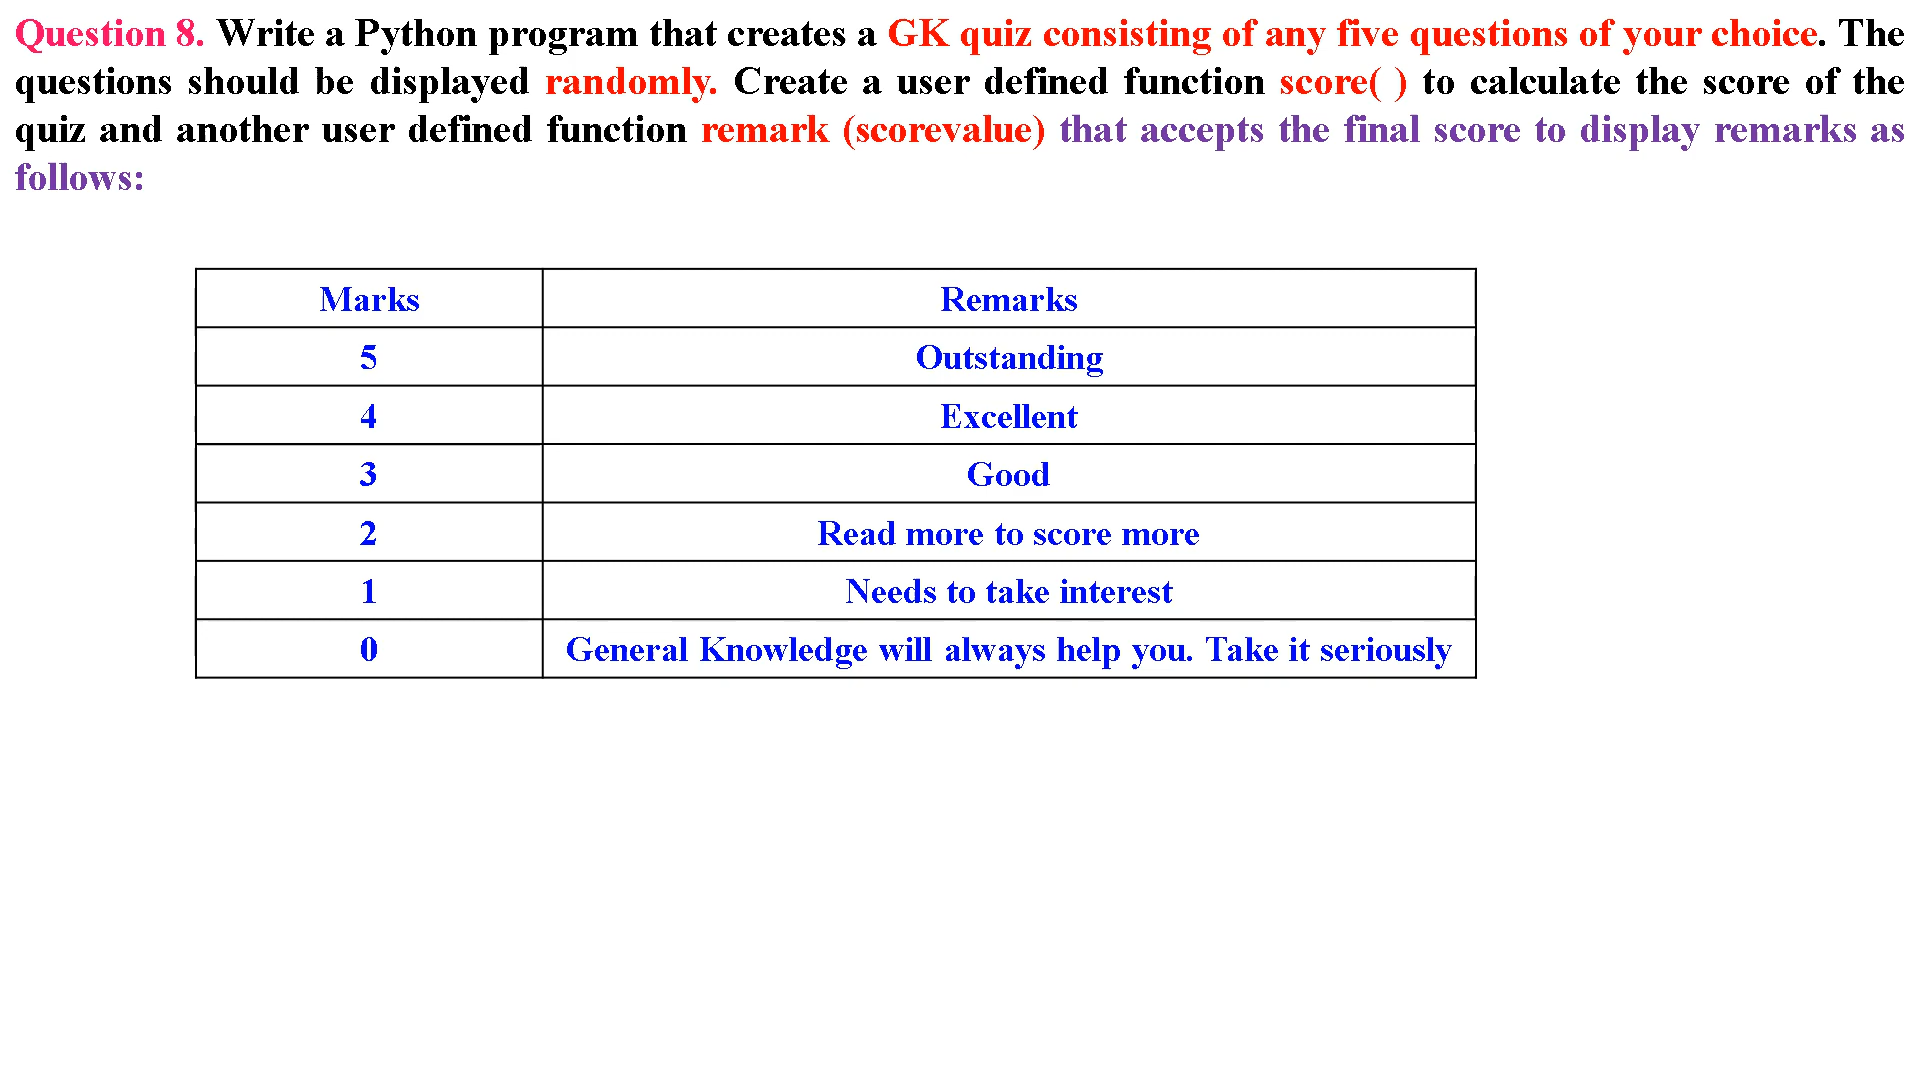 Question 8. Write a Python program that creates a GK quiz consisting of any five questions of your choice. The
questions should be displayed randomly. Create a user defined function score( ) to calculate the score of the
quiz and another user defined function remark (scorevalue) that accepts the final score to display remarks as
follows:
Marks Remarks
5 Outstanding
4 Excellent
3 Good
2 Read more to score more
1 Needs to take interest
0 General Knowledge will always help you. Take it seriously